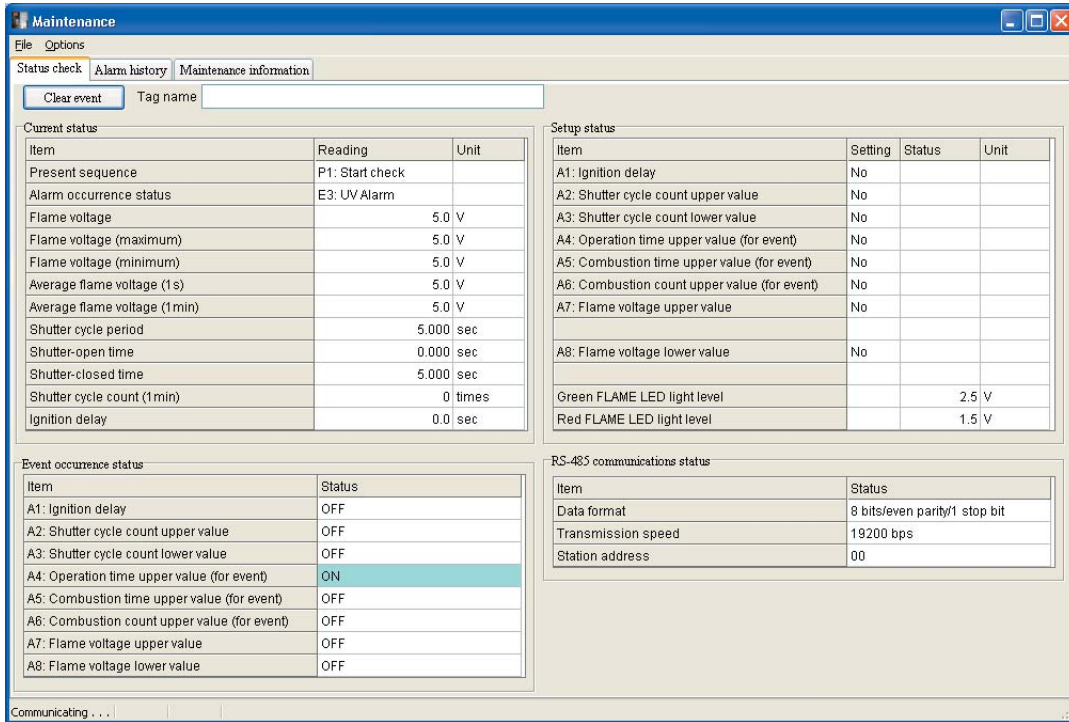 Maintenance
File Options
Status check Alarm history Maintenance information
Clear event Tag name
Current status
Item Reading Unit
Present sequence P1: Start check
Alarm occurrence status E3: UV Alarm
Flame voltage 5.0 V
Flame voltage (maximum) 5.0 V
Flame voltage (minimum) 5.0 V
Average flame voltage (1s) 5.0 V
Average flame voltage (1min) 5.0 V
Shutter cycle period 5.000 sec
Shutter-open time 0.000 sec
Shutter-closed time 5.000 sec
Shutter cycle count (1min) 0 times
Ignition delay 0.0 sec
Setup status
Item Setting Status Unit
A1: Ignition delay No
A2: Shutter cycle count upper value No
A3: Shutter cycle count lower value No
A4: Operation time upper value (for event) No
A5: Combustion time upper value (for event) No
A6: Combustion count upper value (for event) No
A7: Flame voltage upper value No
A8: Flame voltage lower value No
Green FLAME LED light level 2.5 V
Red FLAME LED light level 1.5 V
Event occurrence status
Item Status
A1: Ignition delay OFF
A2: Shutter cycle count upper value OFF
A3: Shutter cycle count lower value OFF
A4: Operation time upper value (for event) ON
A5: Combustion time upper value (for event) OFF
A6: Combustion count upper value (for event) OFF
A7: Flame voltage upper value OFF
A8: Flame voltage lower value OFF
RS-485 communications status
Item Status
Data format 8 bits/even parity/1 stop bit
Transmission speed 19200 bps
Station address 00
Communicating . . .